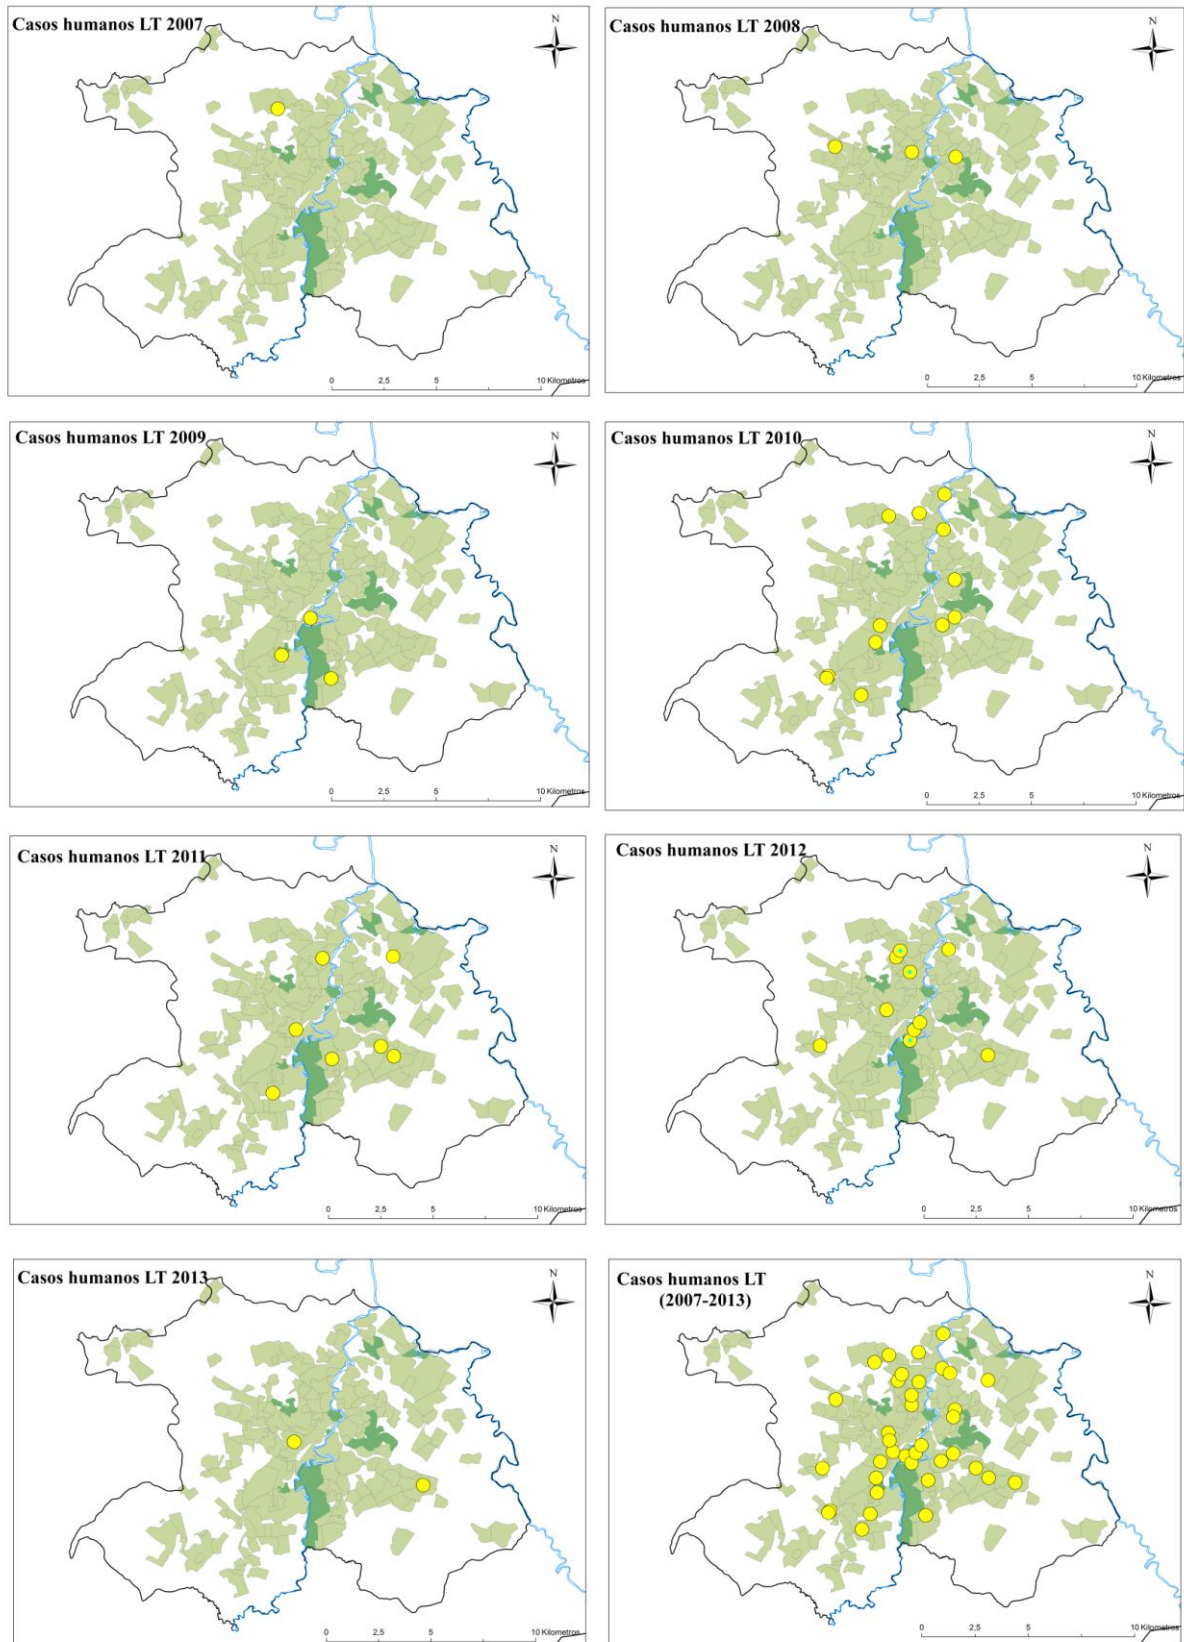 Casos humanos LT 2007
N
0 2,5 5 10 Kilometros
Casos humanos LT 2008
N
0 2,5 5 10 Kilometros
Casos humanos LT 2009
N
0 2,5 5 10 Kilometros
Casos humanos LT 2010
N
0 2,5 5 10 Kilometros
Casos humanos LT 2011
N
0 2,5 5 10 Kilometros
Casos humanos LT 2012
N
0 2,5 5 10 Kilometros
Casos humanos LT 2013
N
0 2,5 5 10 Kilometros
Casos humanos LT
(2007-2013)
N
0 2,5 5 10 Kilometros